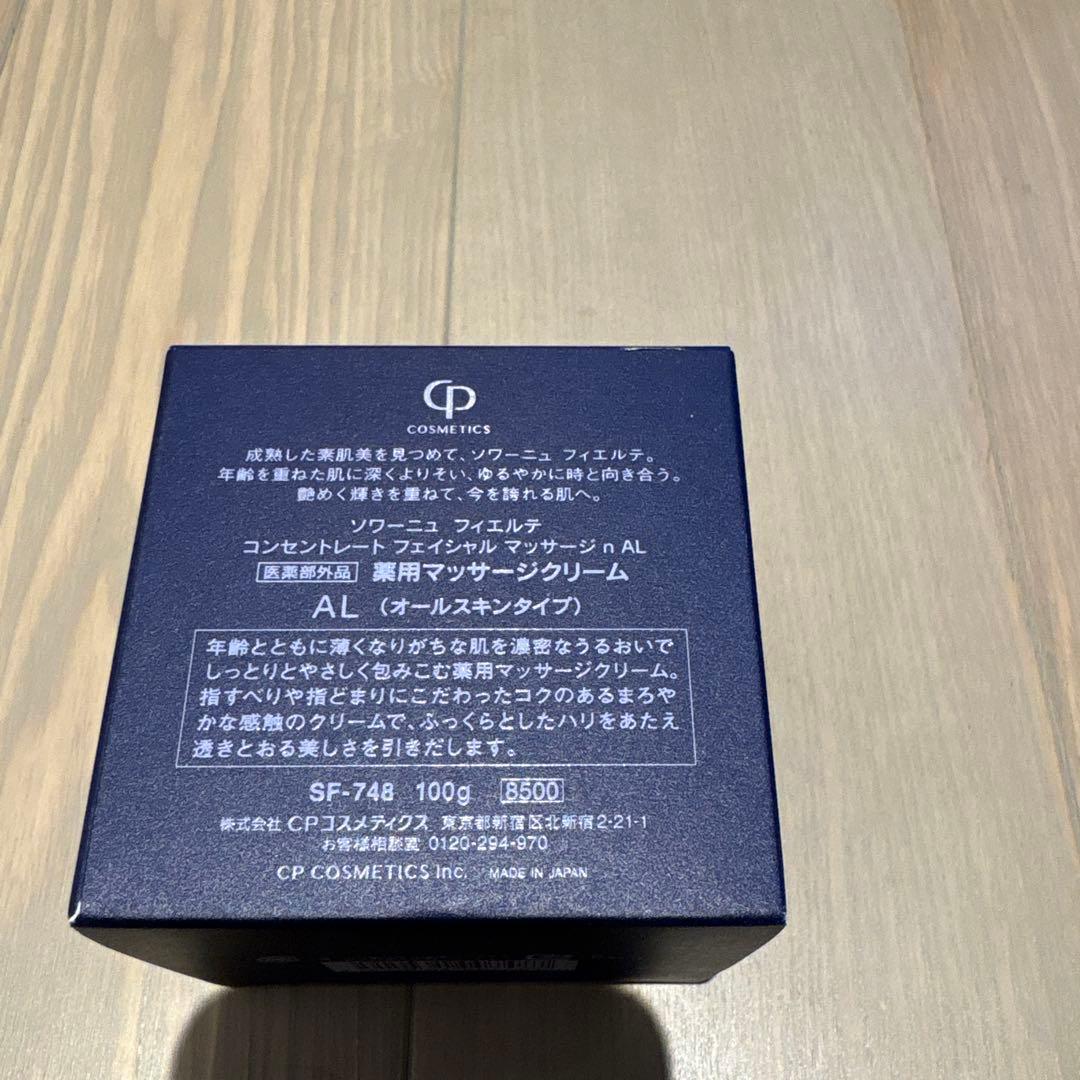 CP
COSMETICS
成熟した素肌美を見つめて、ソワーニュ フィエルテ。
年齢を重ねた肌に深くよりそい、ゆるやかに時と向き合う。
艶めく輝きを重ねて、今を誇れる肌へ。
ソワーニュ フィエルテ
コンセントレート フェイシャル マッサージ n AL
医薬部外品 薬用マッサージクリーム
AL (オールスキンタイプ)
年齢とともに薄くなりがちな肌を濃密なうるおいで
しっとりとやさしく包みこむ薬用マッサージクリーム。
指すべりや指どまりにこだわったコクのあるまろや
かな感触のクリームで、ふっくらとしたハリをあたえ
透きとおる美しさを引きだします。
SF-748 100g 8500
株式会社 CPコスメティクス 東京都新宿区北新宿2-21-1
お客様相談室 0120-294-970
CP COSMETICS Inc. MADE IN JAPAN